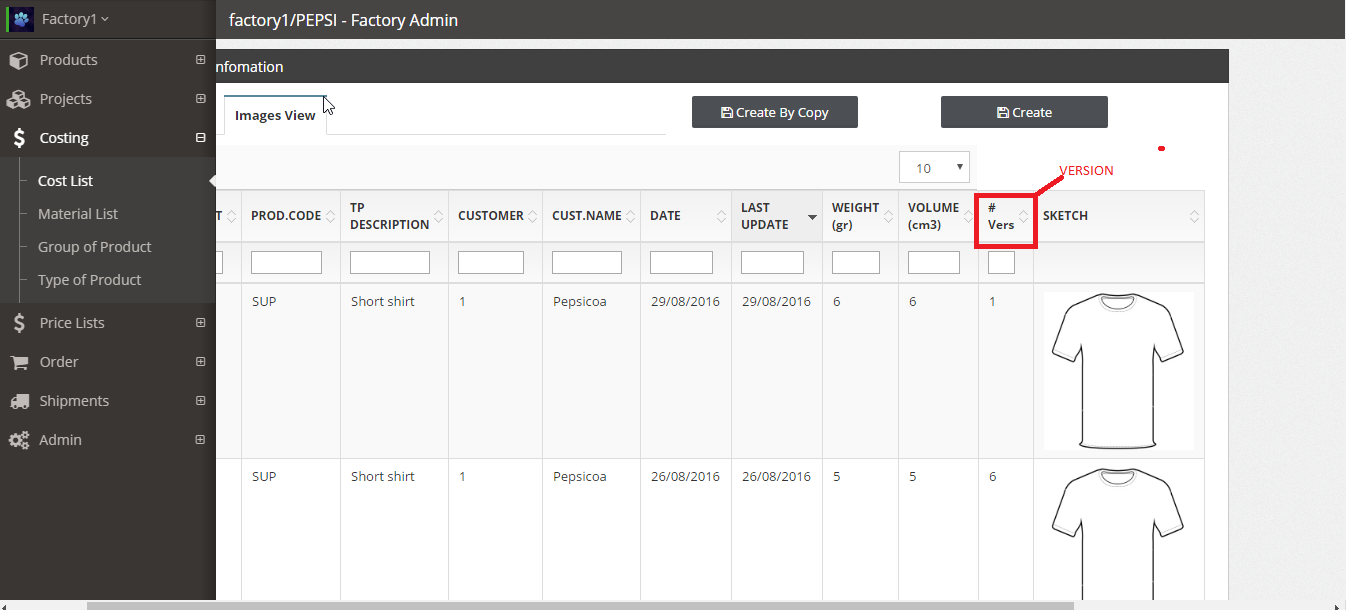 Factory1
factory1/PEPSI - Factory Admin
Products
Projects
Costing
Cost List
Material List
Group of Product
Type of Product
Price Lists
Order
Shipments
Admin
nfomation
Images View
Create By Copy
Create
10
VERSION
T
PROD.CODE
TP
DESCRIPTION
CUSTOMER
CUST.NAME
DATE
LAST
UPDATE
WEIGHT
(gr)
VOLUME
(cm3)
#
Vers
SKETCH
SUP Short shirt 1 Pepsicoa 29/08/2016 29/08/2016 6 6 1
SUP Short shirt 1 Pepsicoa 26/08/2016 26/08/2016 5 5 6